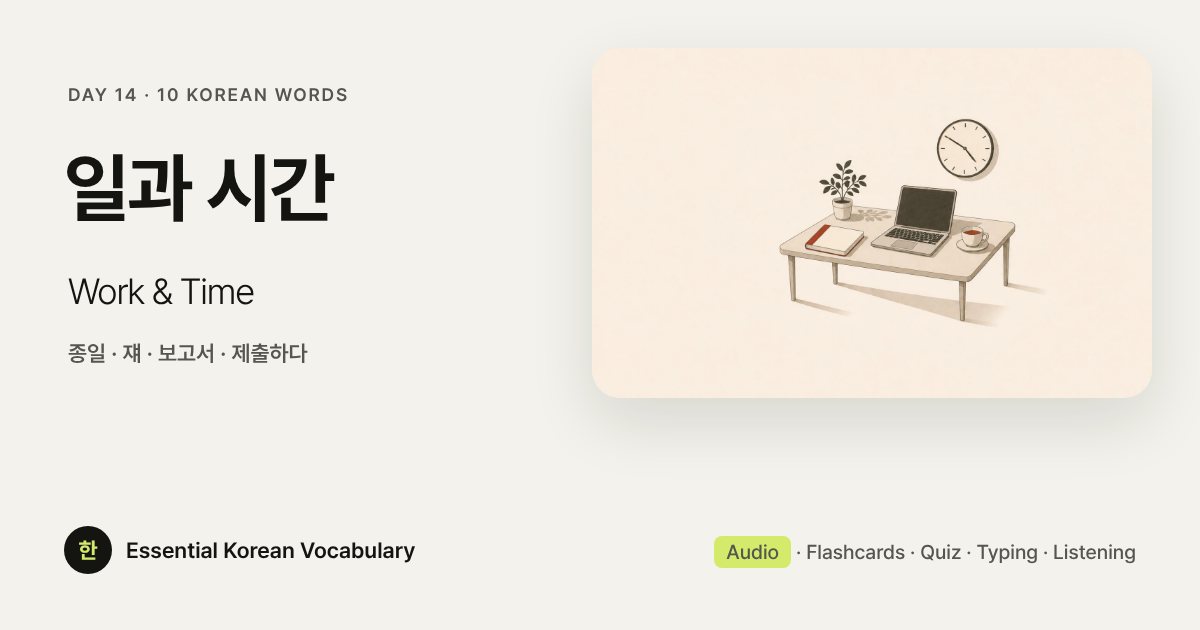 DAY 14 · 10 KOREAN WORDS
일과 시간
Work & Time
종일 · 쟤 · 보고서 · 제출하다
한 Essential Korean Vocabulary
Audio · Flashcards · Quiz · Typing · Listening